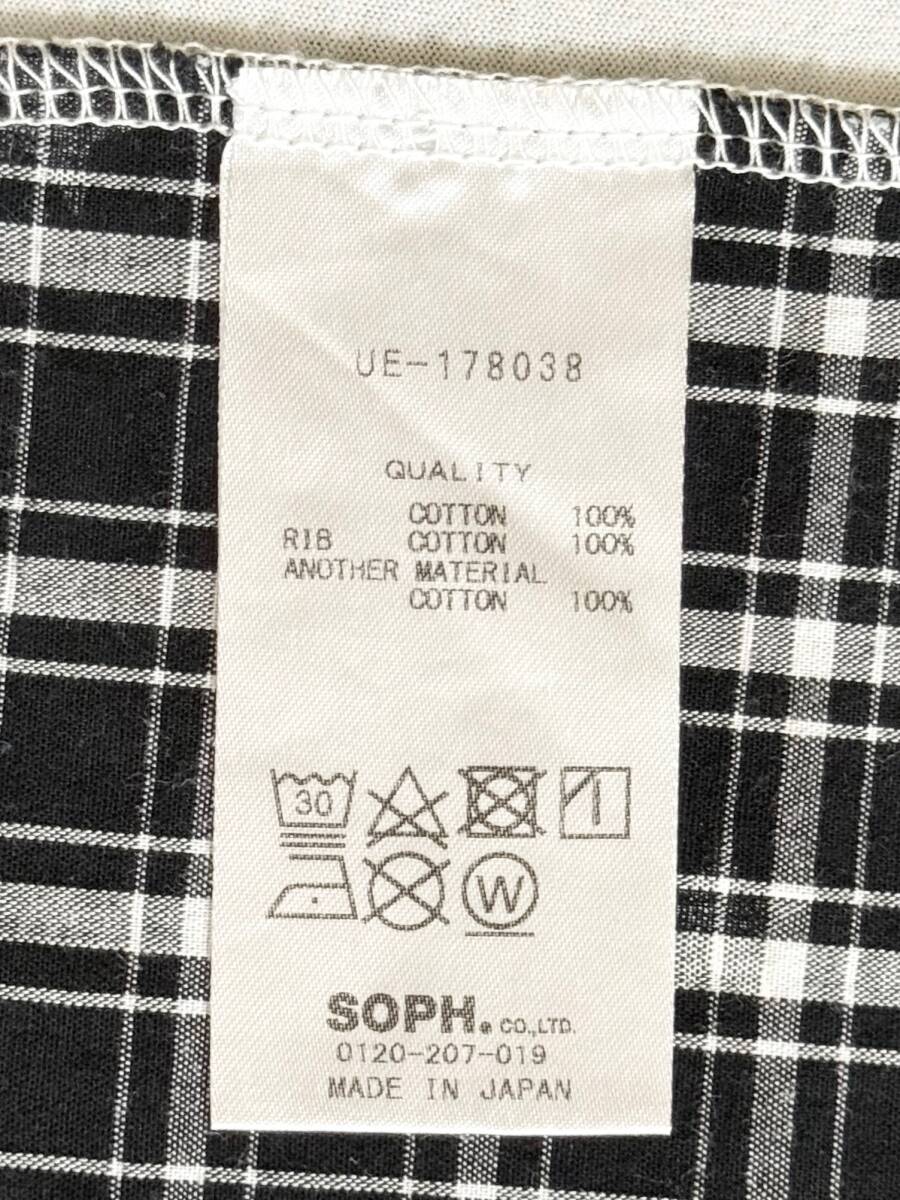 UE-178038
QUALITY
COTTON 100%
RIB COTTON 100%
ANOTHER MATERIAL
COTTON 100%
30
W
SOPH. CO.,LTD.
0120-207-019
MADE IN JAPAN